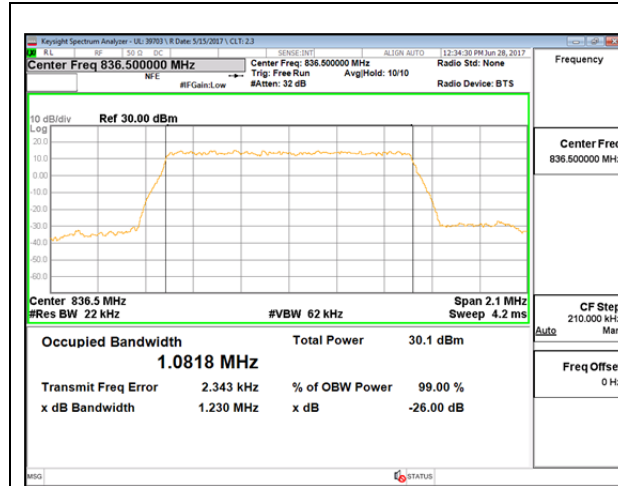 Keysight Spectrum Analyzer - UL: 39703 \ R Date: 5/15/2017 \ CLT: 2.3
RL RF 50 Ω DC SENSE:INT ALIGN AUTO 12:34:30 PM Jun 28, 2017
Center Freq 836.500000 MHz
NFE
#IFGain:Low
Center Freq: 836.500000 MHz
Trig: Free Run Avg|Hold: 10/10
#Atten: 32 dB
Radio Std: None
Radio Device: BTS
Frequency
10 dB/div Ref 30.00 dBm
Log
20.0
10.0
0.00
-10.0
-20.0
-30.0
-40.0
-50.0
-60.0
Center 836.5 MHz Span 2.1 MHz
#Res BW 22 kHz #VBW 62 kHz Sweep 4.2 ms
Center Freq
836.500000 MHz
CF Step
210.000 kHz
Auto Man
Freq Offset
0 Hz
Occupied Bandwidth Total Power 30.1 dBm
1.0818 MHz
Transmit Freq Error 2.343 kHz % of OBW Power 99.00 %
x dB Bandwidth 1.230 MHz x dB -26.00 dB
MSG STATUS